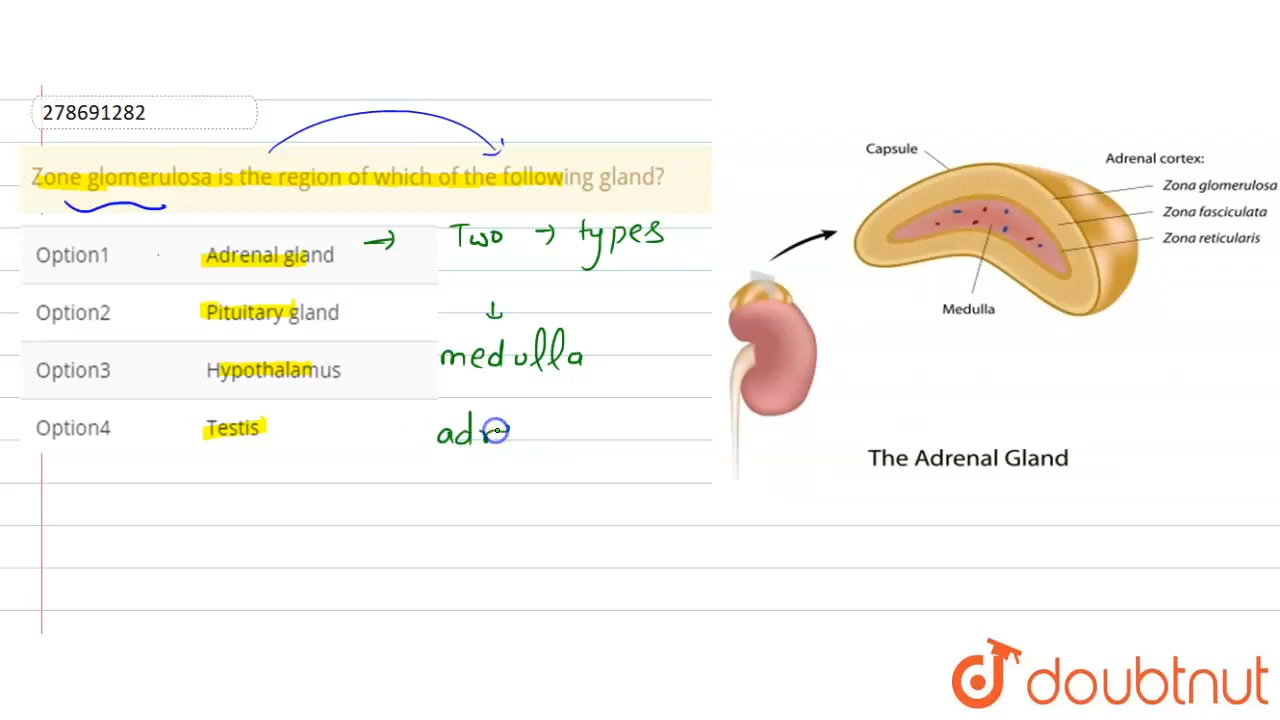 278691282
Zone glomerulosa is the region of which of the following gland?
Option1 Adrenal gland → Two → types
Option2 Pituitary gland
↓
medulla
Option3 Hypothalamus
Option4 Testis
adr
Capsule
Adrenal cortex:
Zona glomerulosa
Zona fasciculata
Zona reticularis
Medulla
The Adrenal Gland
doubtnut